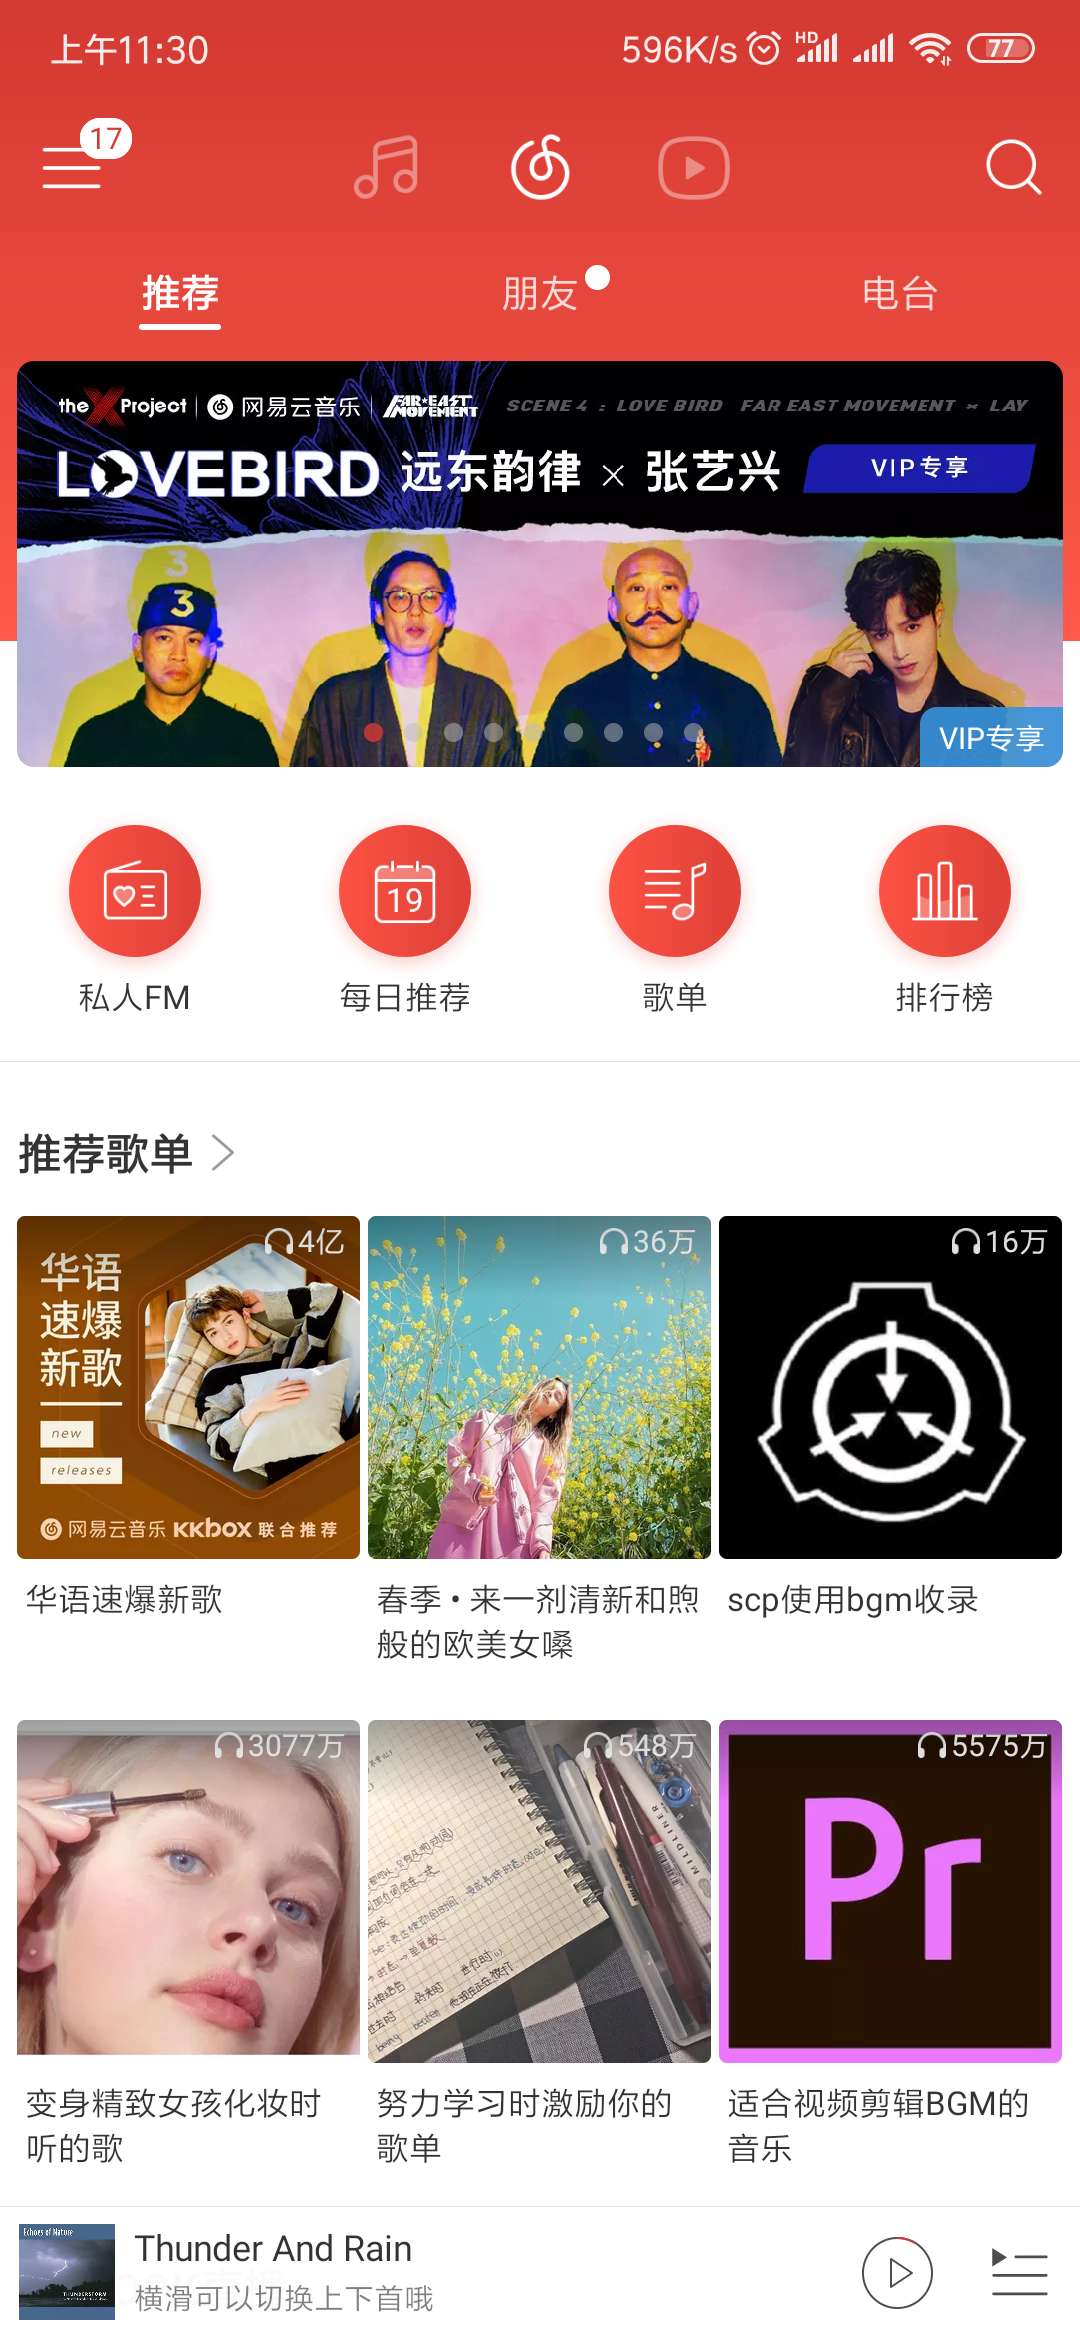 上午11:30
596K/s HD 77
17
推荐 朋友 电台
the X Project 网易云音乐 FAR★EAST MOVEMENT SCENE 4 : LOVE BIRD FAR EAST MOVEMENT × LAY
LOVEBIRD 远东韵律 × 张艺兴 VIP专享
3
3
VIP专享
19
私人FM 每日推荐 歌单 排行榜
推荐歌单
4亿
华语
速爆
新歌
new
releases
网易云音乐 KKBOX 联合推荐
华语速爆新歌
36万
春季 • 来一剂清新和煦
般的欧美女嗓
16万
scp使用bgm收录
3077万
变身精致女孩化妆时
听的歌
548万
MILDLINER
努力学习时激励你的
歌单
5575万
Pr
适合视频剪辑BGM的
音乐
Echoes of Nature
THUNDERSTORM
Thunder And Rain
横滑可以切换上下首哦